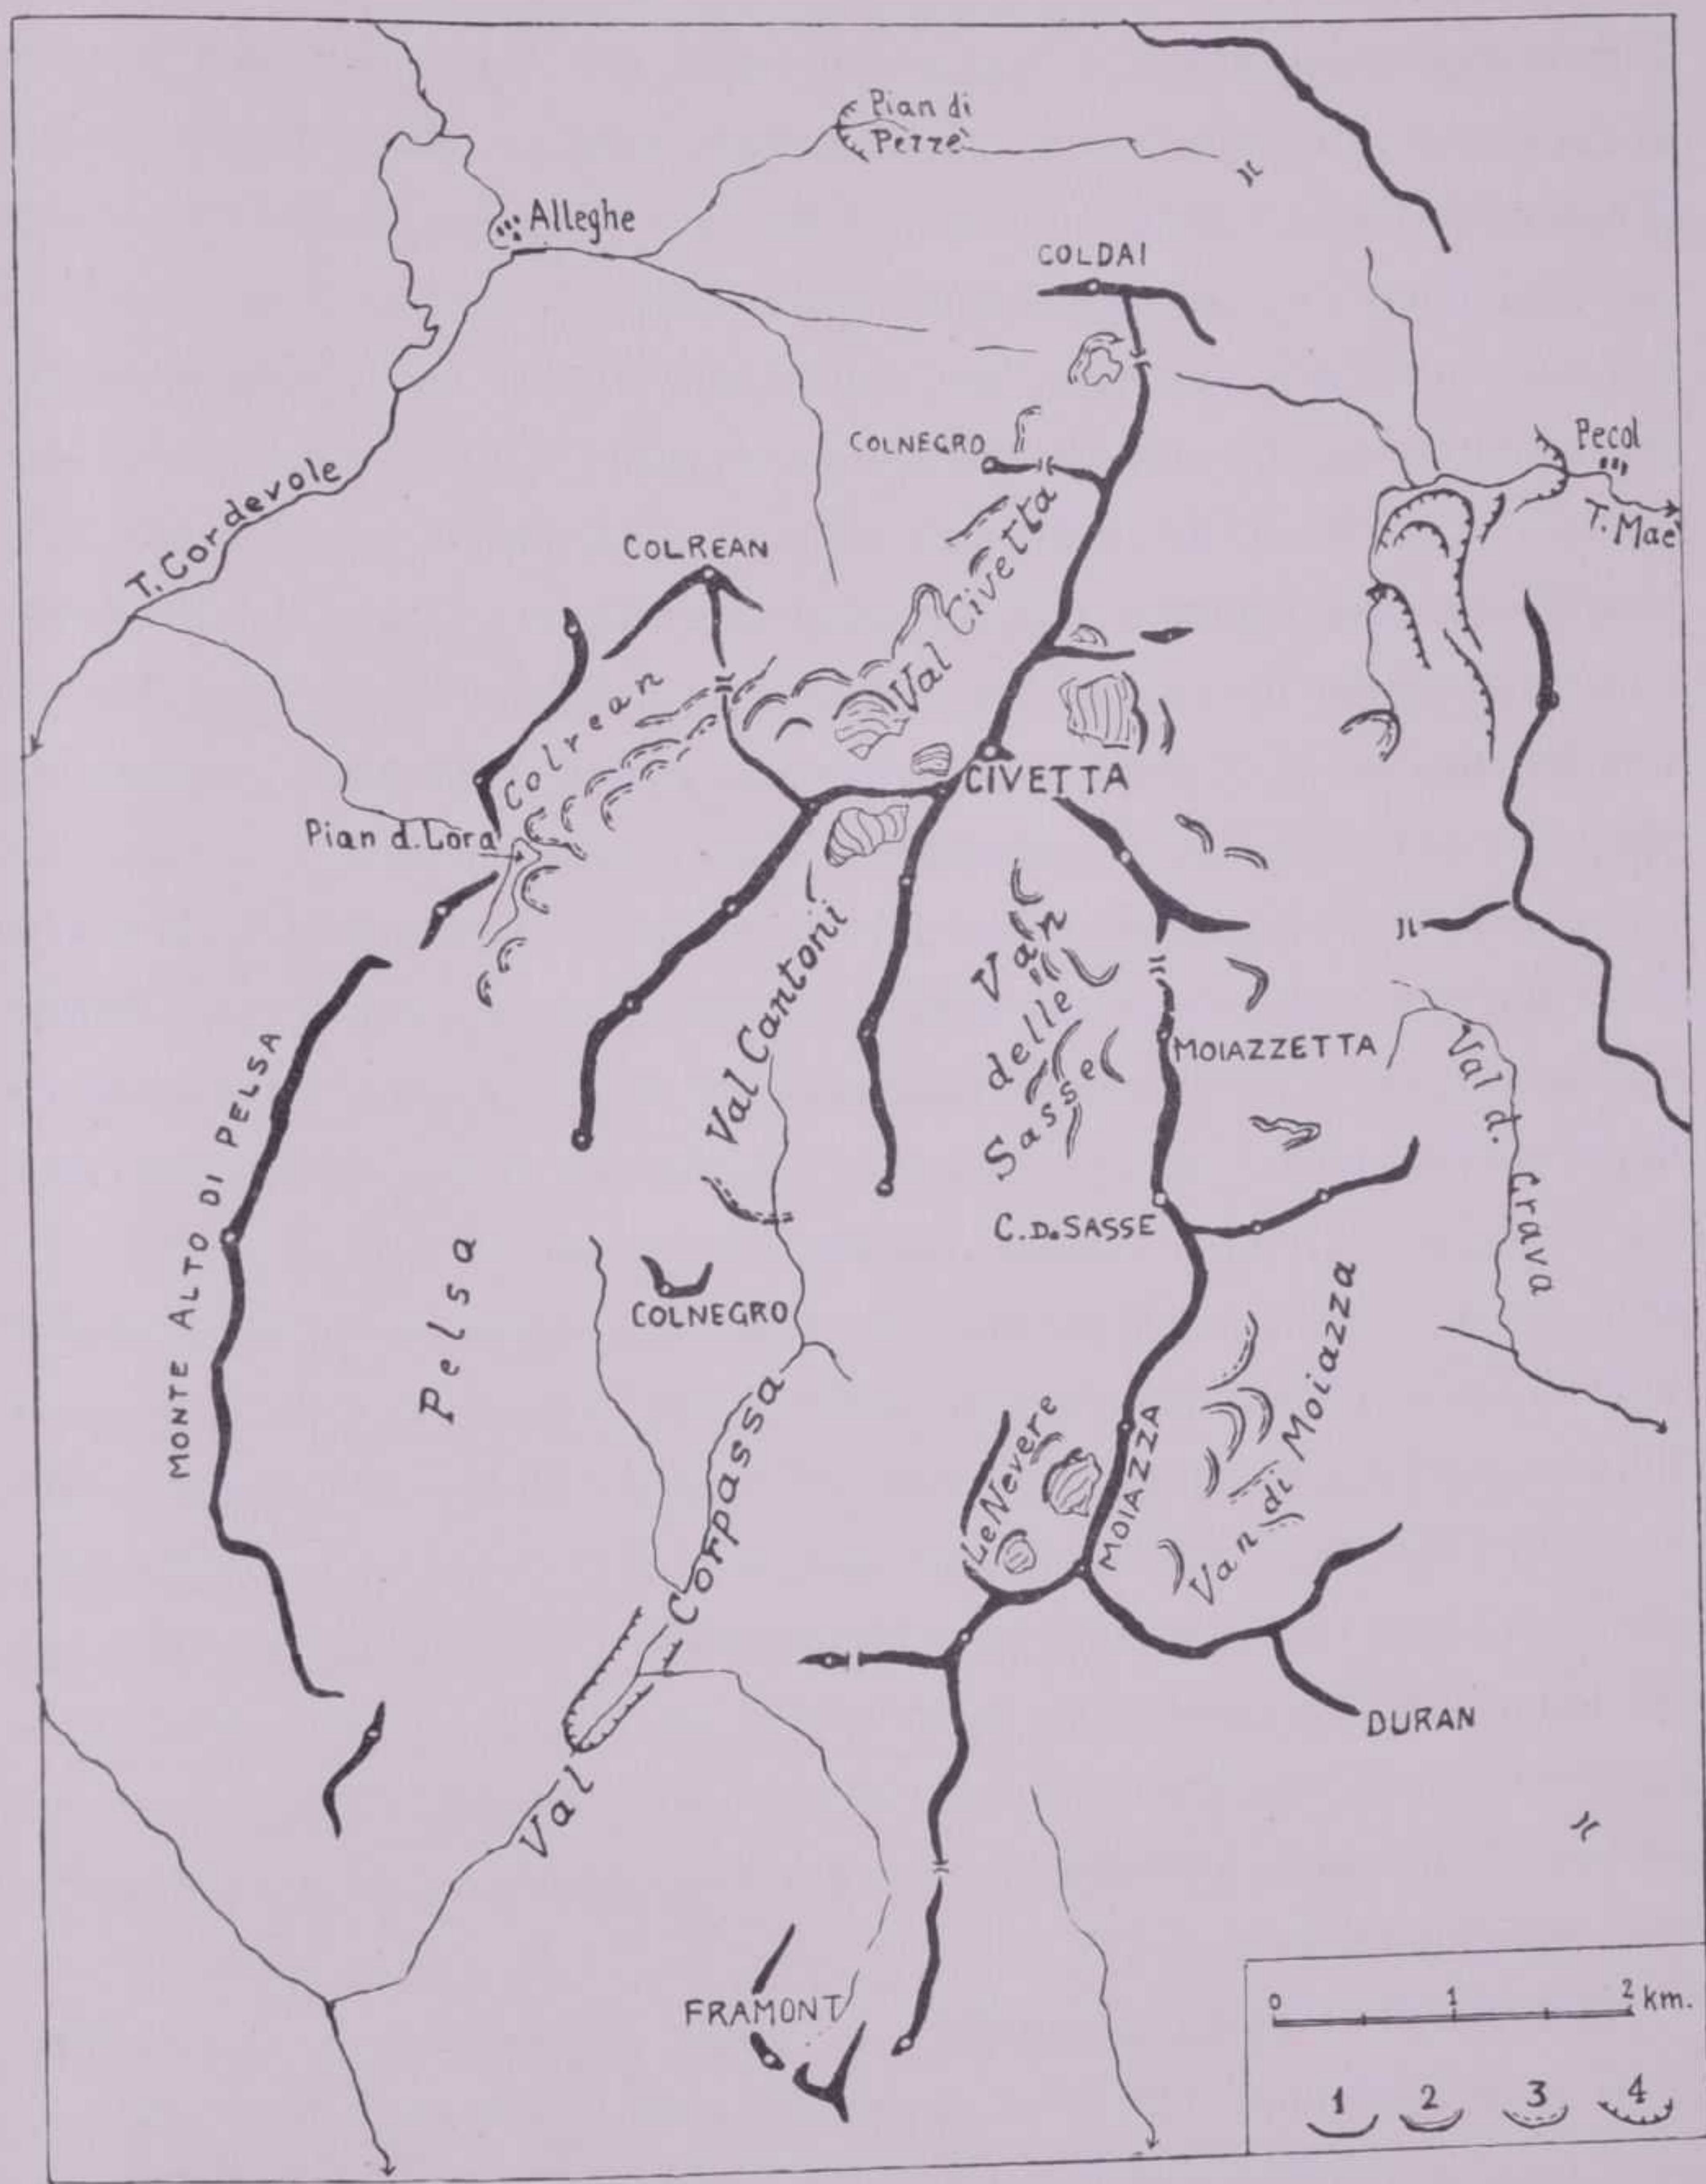 Pian di
Pezzè
Alleghe
COLDAI
COLNEGRO
Pecol
T. Maè
T. Cordevole
COLREAN
Val Civetta
Colrean
CIVETTA
Pian d. Lora
Van
delle
Sasse
Val Cantoni
MOIAZZETTA
Val d. Grava
MONTE ALTO DI PELSA
Pelsa
C. D. SASSE
COLNEGRO
Le Nevere
MOIAZZA
Van di Moiazza
Val Corpassa
DURAN
FRAMONT
0 1 2 km.
1 2 3 4